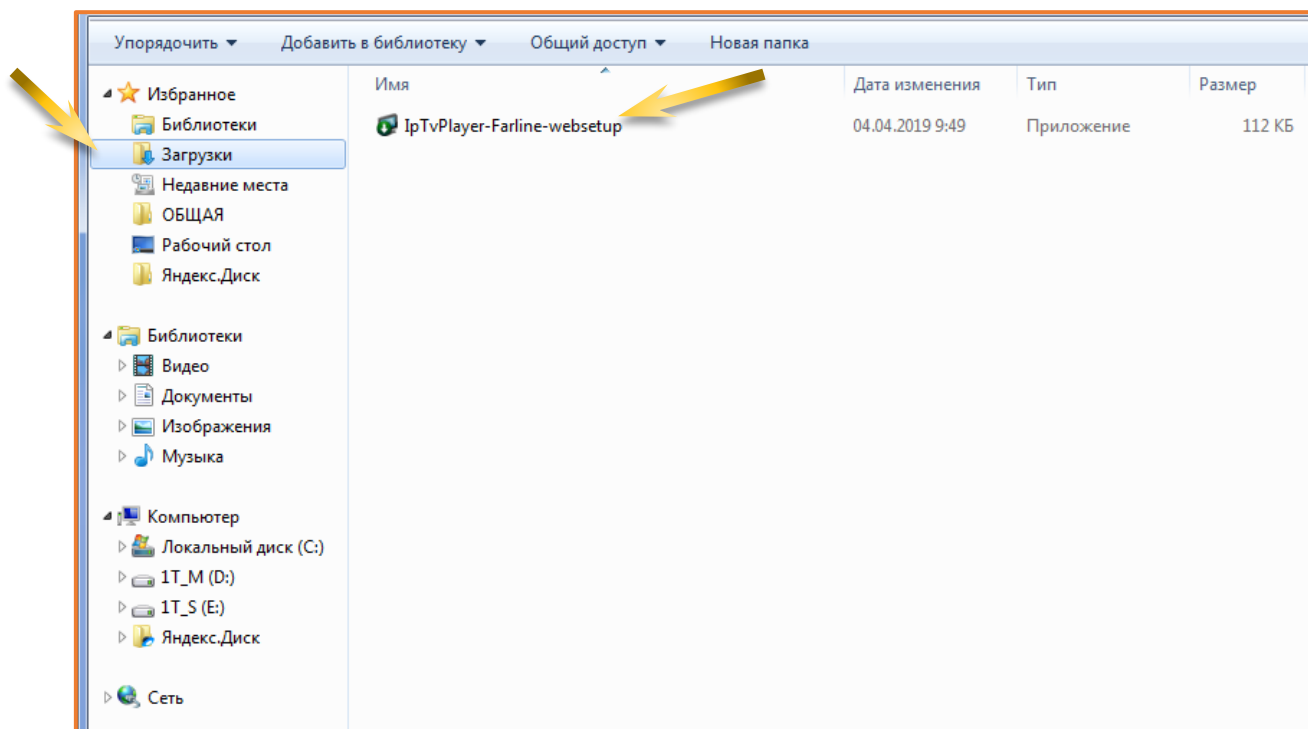 Упорядочить Добавить в библиотеку Общий доступ Новая папка
Избранное
Библиотеки
Загрузки
Недавние места
ОБЩАЯ
Рабочий стол
Яндекс.Диск
Библиотеки
Видео
Документы
Изображения
Музыка
Компьютер
Локальный диск (C:)
1T_M (D:)
1T_S (E:)
Яндекс.Диск
Сеть
Имя Дата изменения Тип Размер
IpTvPlayer-Farline-websetup 04.04.2019 9:49 Приложение 112 КБ